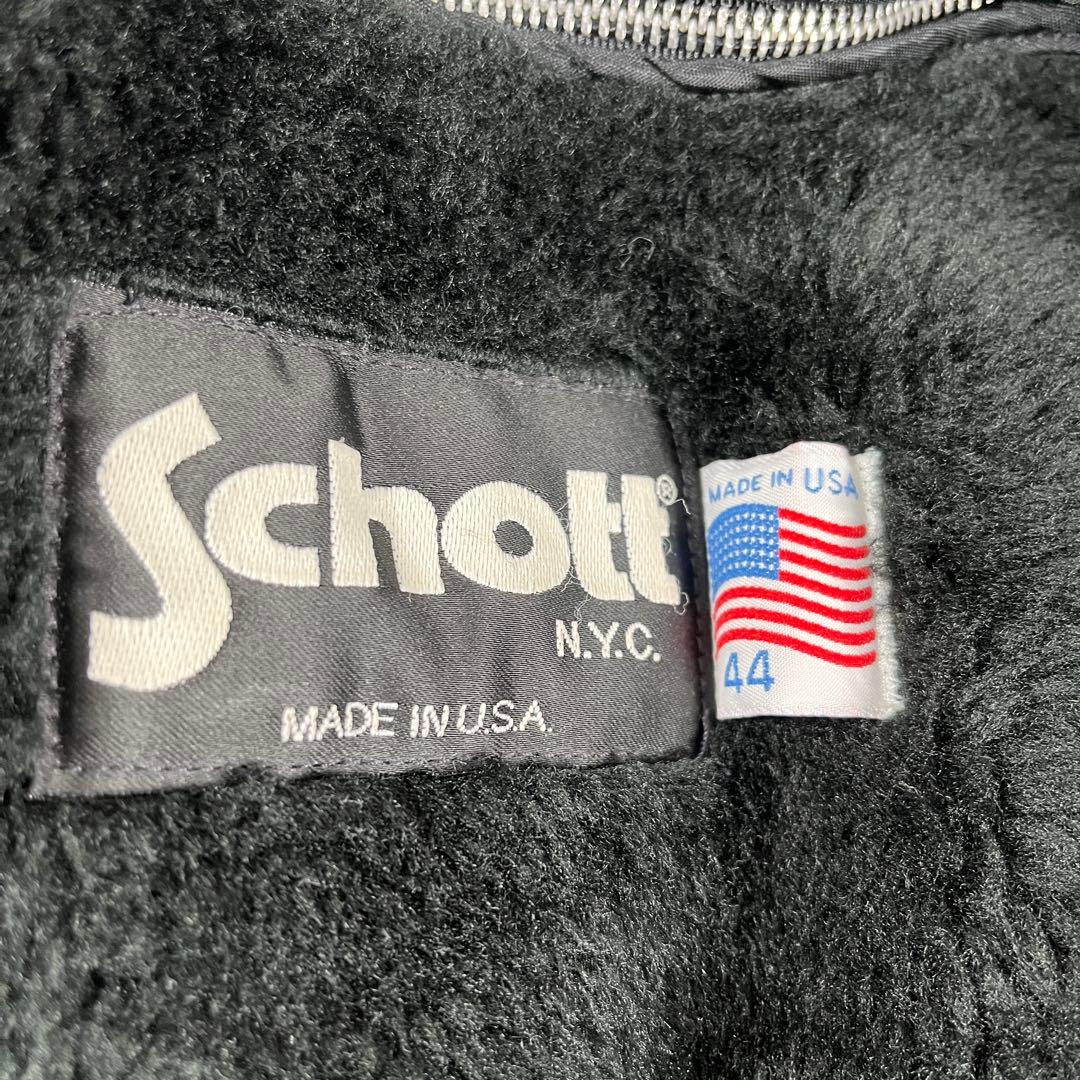 Schott®
N.Y.C.
MADE IN U.S.A.
MADE IN USA
44